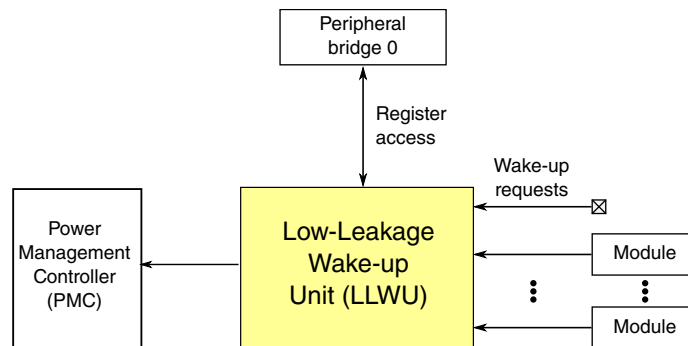 Peripheral
bridge 0
Register
access
Wake-up
requests
Power
Management
Controller
(PMC)
Low-Leakage
Wake-up
Unit (LLWU)
Module
Module